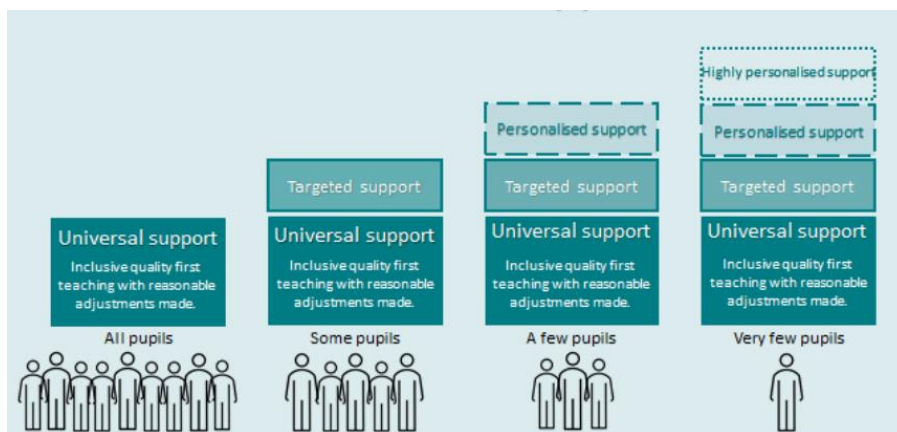 Highly personalised support
Personalised support
Personalised support
Targeted support
Targeted support
Targeted support
Universal support
Inclusive quality first
teaching with reasonable
adjustments made.
Universal support
Inclusive quality first
teaching with reasonable
adjustments made.
Universal support
Inclusive quality first
teaching with reasonable
adjustments made.
Universal support
Inclusive quality first
teaching with reasonable
adjustments made.
All pupils
Some pupils
A few pupils
Very few pupils